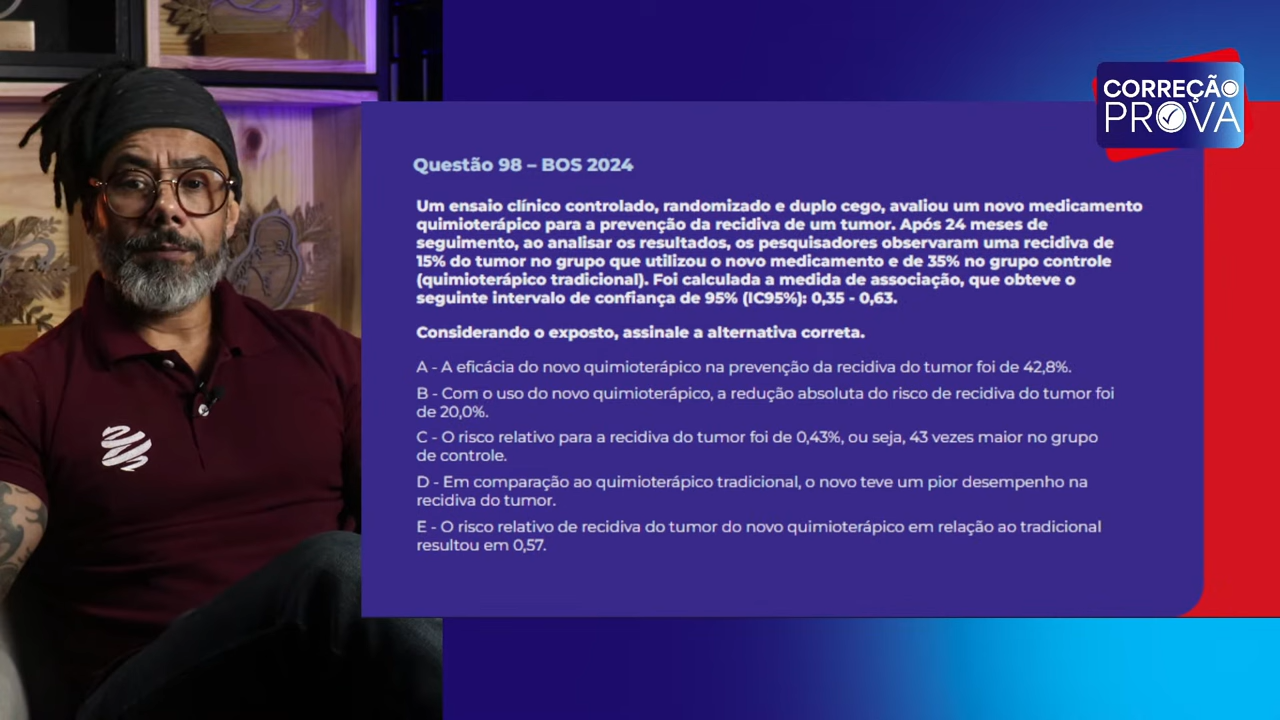 CORREÇÃO
PROVA
Questão 98 – BOS 2024
Um ensaio clínico controlado, randomizado e duplo cego, avaliou um novo medicamento
quimioterápico para a prevenção da recidiva de um tumor. Após 24 meses de
seguimento, ao analisar os resultados, os pesquisadores observaram uma recidiva de
15% do tumor no grupo que utilizou o novo medicamento e de 35% no grupo controle
(quimioterápico tradicional). Foi calculada a medida de associação, que obteve o
seguinte intervalo de confiança de 95% (IC95%): 0,35 - 0,63.
Considerando o exposto, assinale a alternativa correta.
A - A eficácia do novo quimioterápico na prevenção da recidiva do tumor foi de 42,8%.
B - Com o uso do novo quimioterápico, a redução absoluta do risco de recidiva do tumor foi
de 20,0%.
C - O risco relativo para a recidiva do tumor foi de 0,43%, ou seja, 43 vezes maior no grupo
de controle.
D - Em comparação ao quimioterápico tradicional, o novo teve um pior desempenho na
recidiva do tumor.
E - O risco relativo de recidiva do tumor do novo quimioterápico em relação ao tradicional
resultou em 0,57.